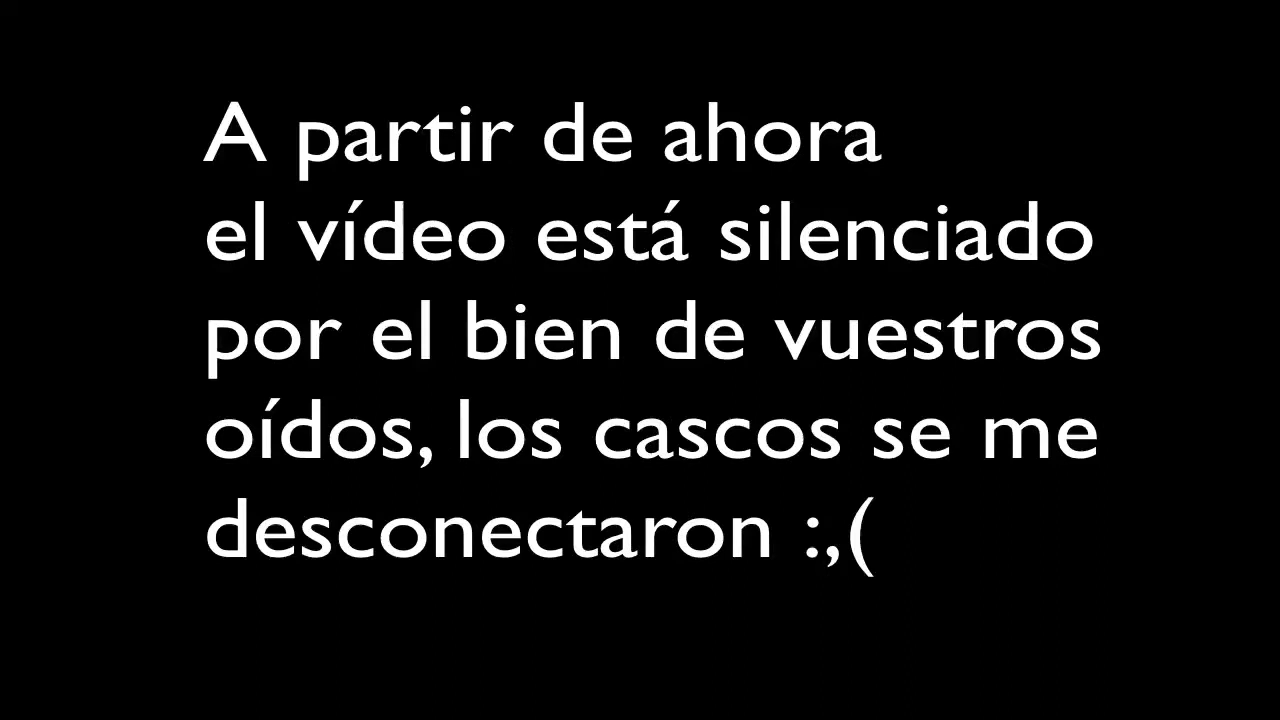 A partir de ahora
el vídeo está silenciado
por el bien de vuestros
oídos, los cascos se me
desconectaron :,(